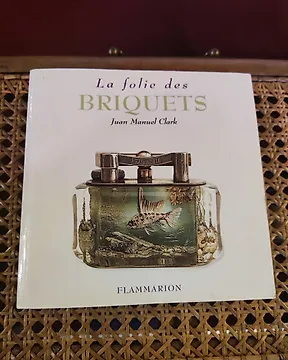 La folie des
BRIQUETS
Juan Manuel Clark
FLAMMARION